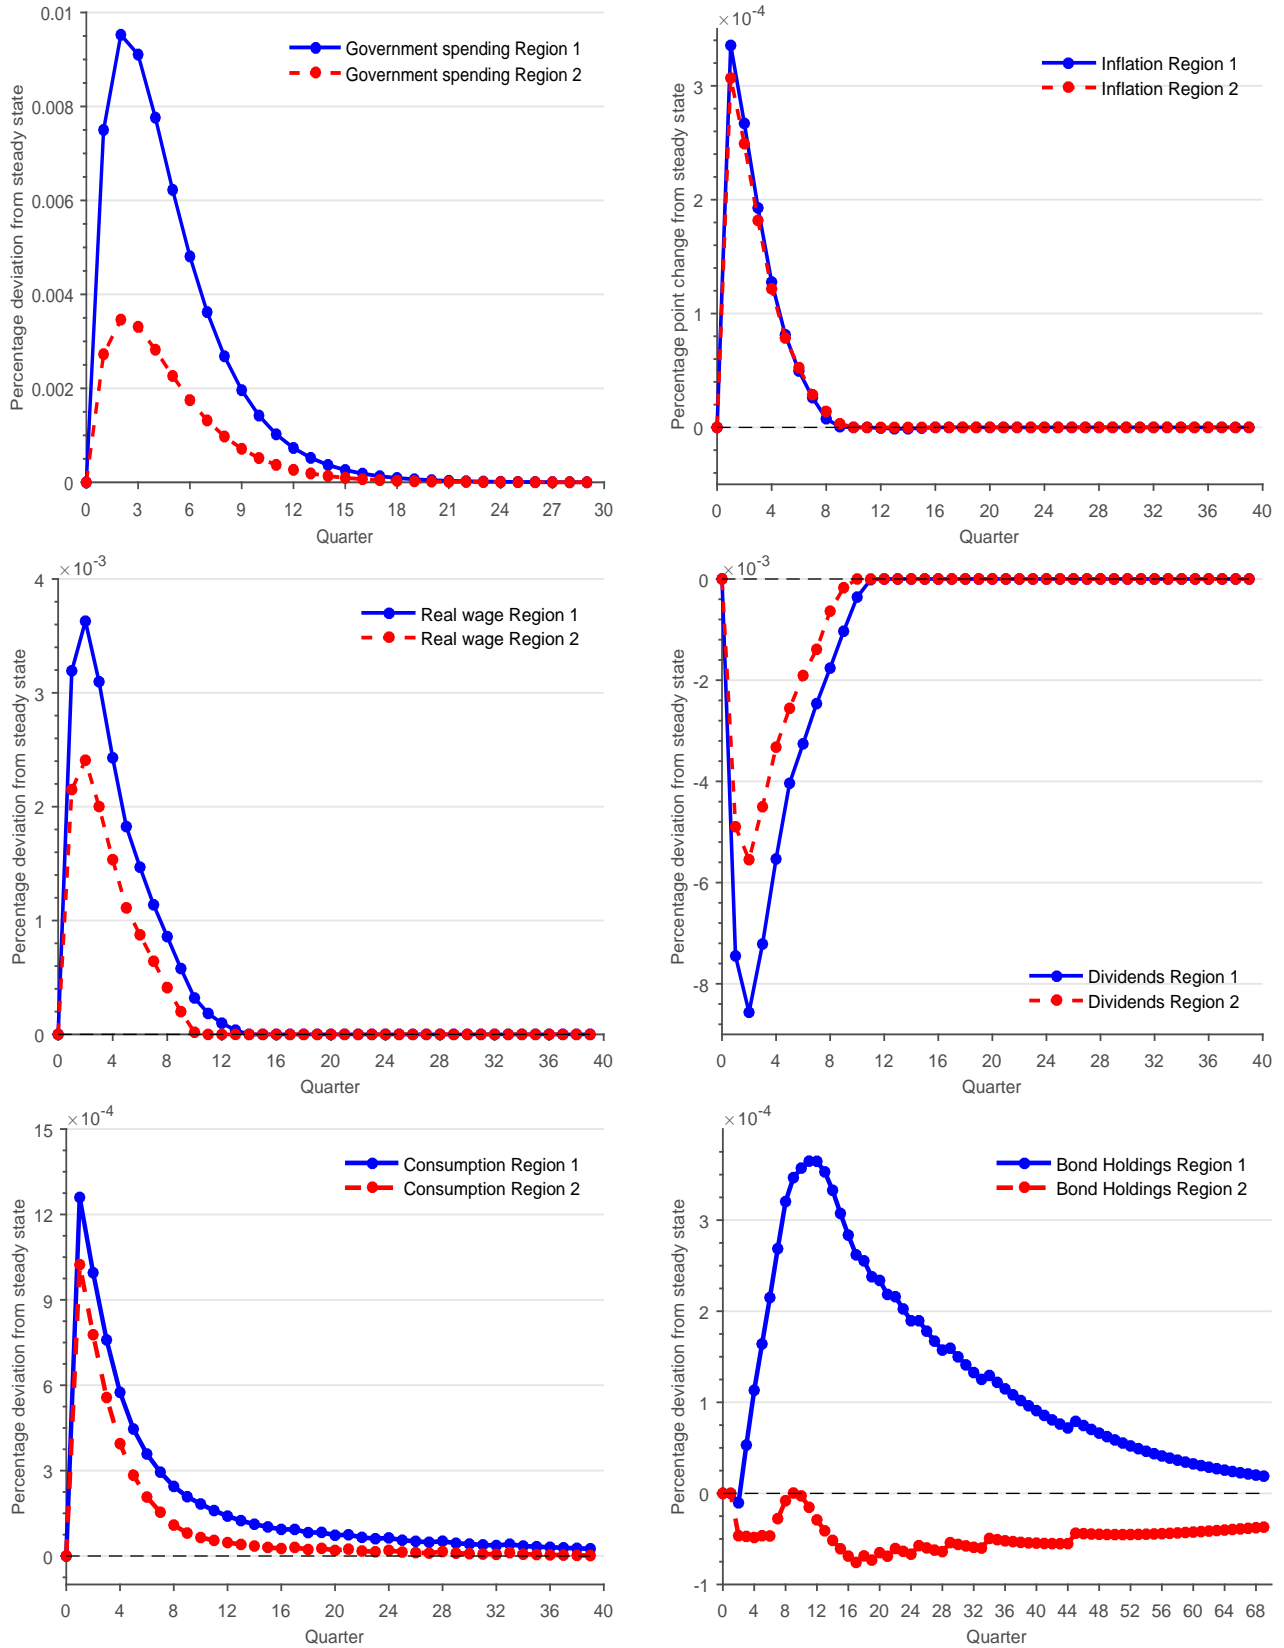 Percentage deviation from steady state
0.01
0.008
0.006
0.004
0.002
0
Government spending Region 1
Government spending Region 2
0 3 6 9 12 15 18 21 24 27 30
Quarter
Percentage point change from steady state
×10-4
3
2
1
0
Inflation Region 1
Inflation Region 2
0 4 8 12 16 20 24 28 32 36 40
Quarter
Percentage deviation from steady state
×10-3
4
3
2
1
0
Real wage Region 1
Real wage Region 2
0 4 8 12 16 20 24 28 32 36 40
Quarter
Percentage deviation from steady state
×10-3
0
-2
-4
-6
-8
Dividends Region 1
Dividends Region 2
0 4 8 12 16 20 24 28 32 36 40
Quarter
Percentage deviation from steady state
×10-4
15
12
9
6
3
0
Consumption Region 1
Consumption Region 2
0 4 8 12 16 20 24 28 32 36 40
Quarter
Percentage deviation from steady state
×10-4
3
2
1
0
-1
Bond Holdings Region 1
Bond Holdings Region 2
0 4 8 12 16 20 24 28 32 36 40 44 48 52 56 60 64 68
Quarter